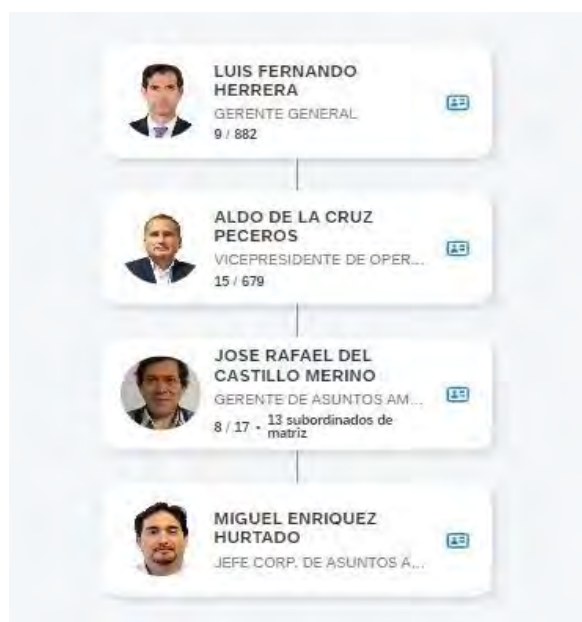 LUIS FERNANDO
HERRERA
GERENTE GENERAL
9 / 882
ALDO DE LA CRUZ
PECEROS
VICEPRESIDENTE DE OPER...
15 / 679
JOSE RAFAEL DEL
CASTILLO MERINO
GERENTE DE ASUNTOS AM...
8 / 17 • 13 subordinados de
matriz
MIGUEL ENRIQUEZ
HURTADO
JEFE CORP. DE ASUNTOS A...